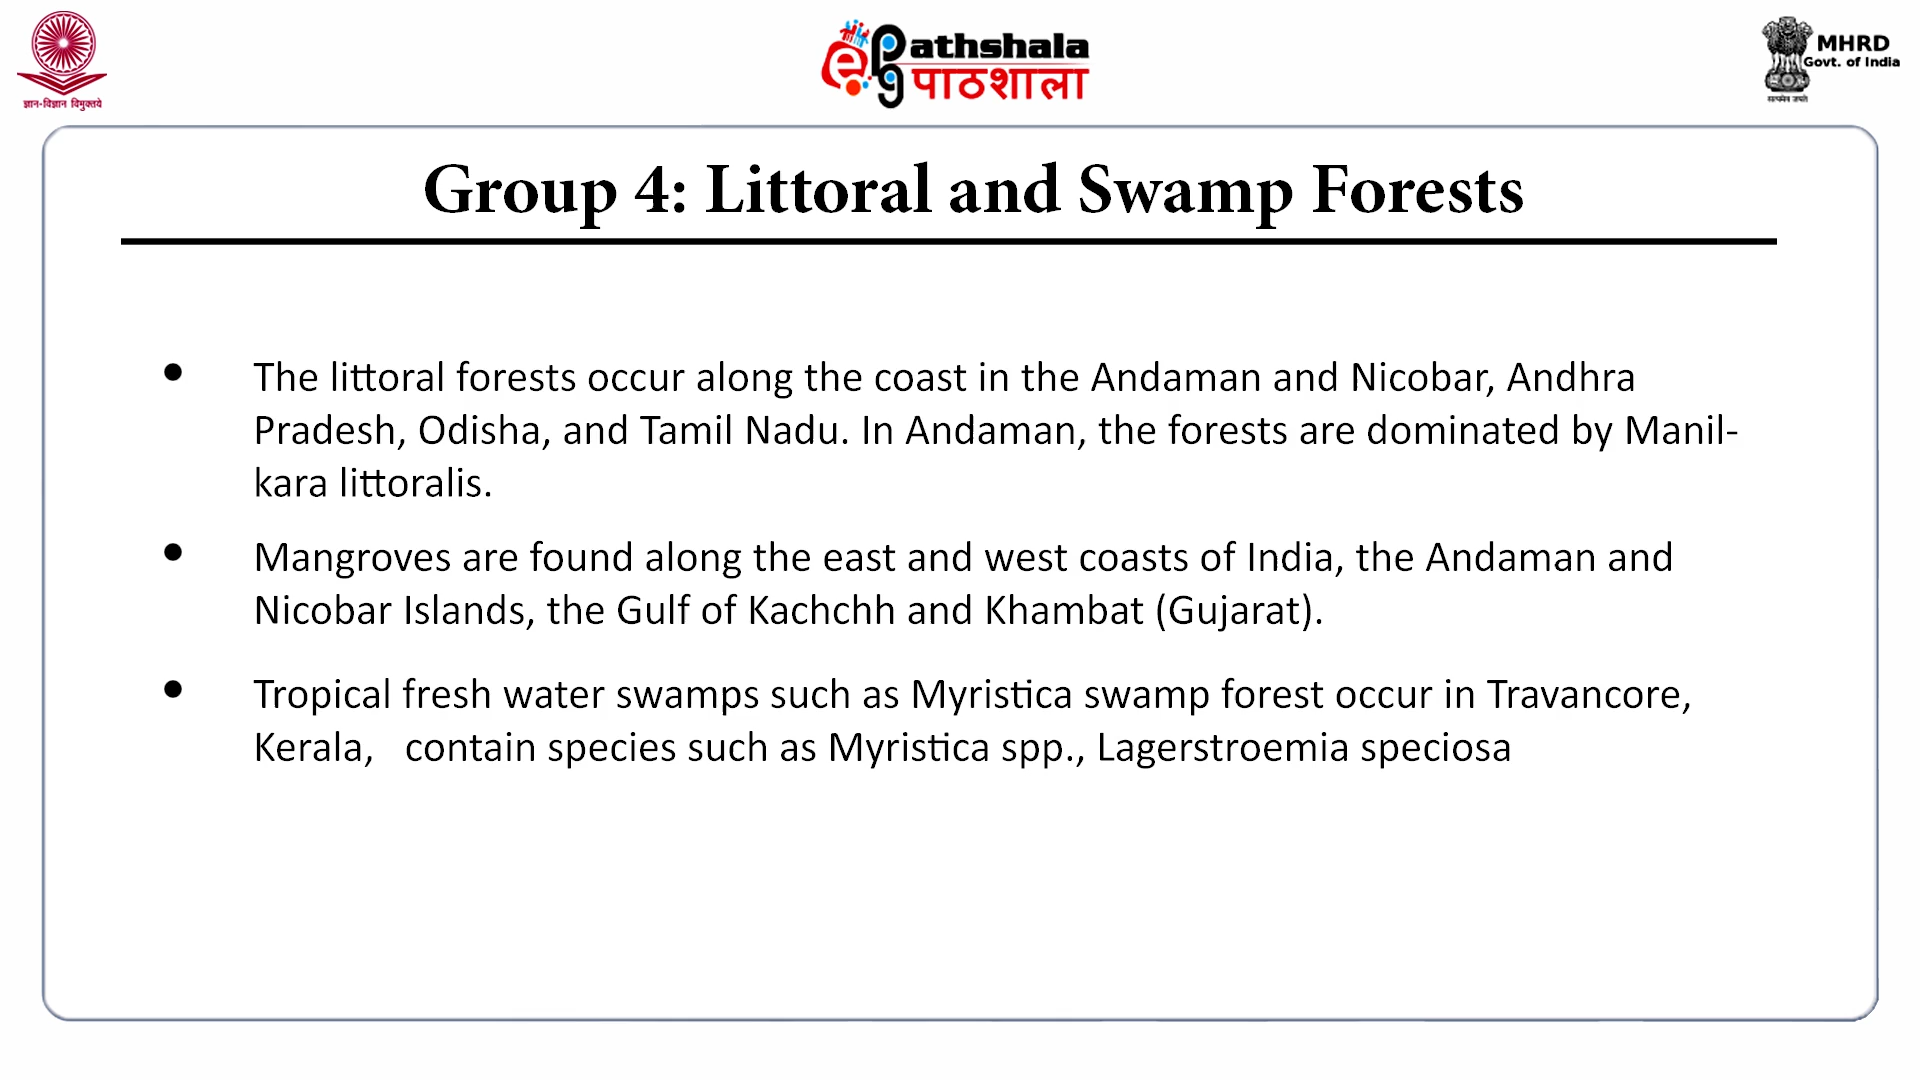 ज्ञान-विज्ञान विमुक्तये
ePathshala
पाठशाला
MHRD
Govt. of India
सत्यमेव जयते
Group 4: Littoral and Swamp Forests
• The littoral forests occur along the coast in the Andaman and Nicobar, Andhra
Pradesh, Odisha, and Tamil Nadu. In Andaman, the forests are dominated by Manil-
kara littoralis.
• Mangroves are found along the east and west coasts of India, the Andaman and
Nicobar Islands, the Gulf of Kachchh and Khambat (Gujarat).
• Tropical fresh water swamps such as Myristica swamp forest occur in Travancore,
Kerala,   contain species such as Myristica spp., Lagerstroemia speciosa